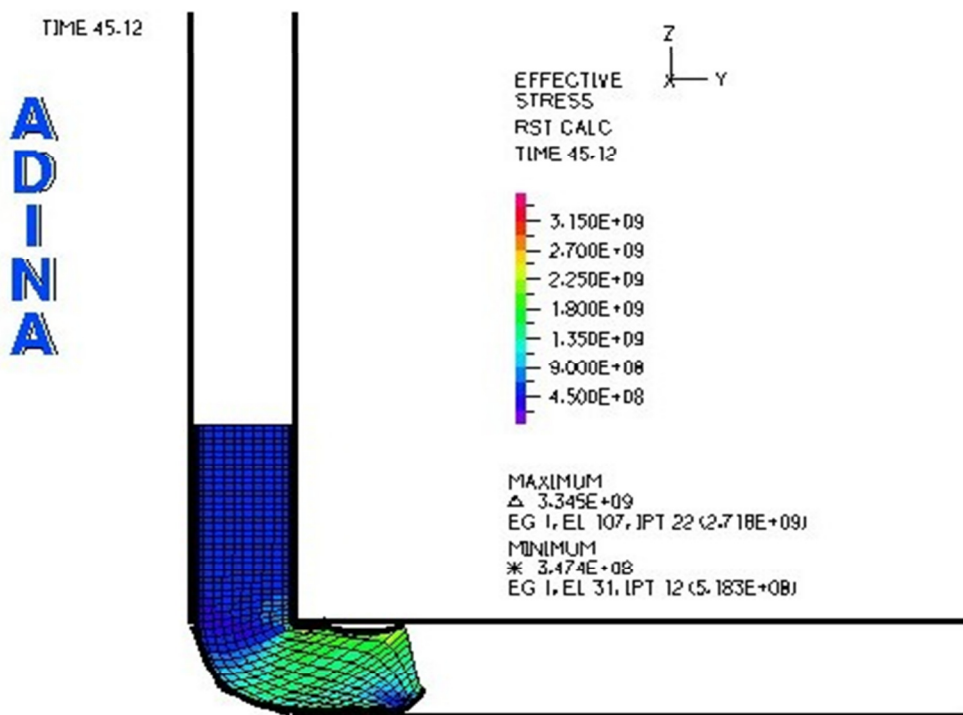 TIME 45.12
ADINA
Z
X
Y
EFFECTIVE
STRESS
RST CALC
TIME 45.12
3.150E+09
2.700E+09
2.250E+09
1.800E+09
1.350E+09
9.000E+08
4.500E+08
MAXIMUM
Δ 3.345E+09
EG 1, EL 107, IPT 22 (2.718E+09)
MINIMUM
* 3.474E+08
EG 1, EL 31, IPT 12 (5.183E+08)